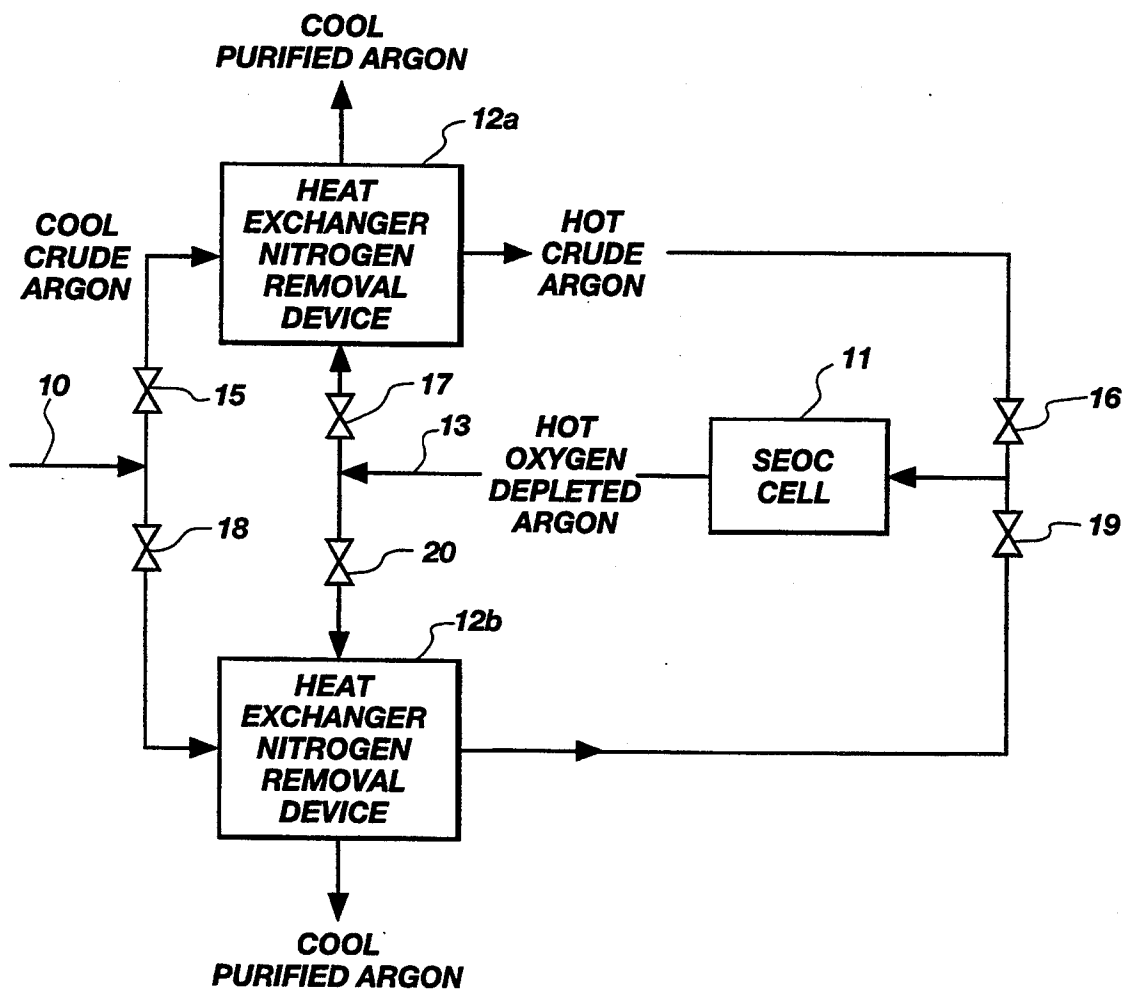 COOL
PURIFIED ARGON
12a
HEAT
EXCHANGER
NITROGEN
REMOVAL
DEVICE
COOL
CRUDE
ARGON
HOT
CRUDE
ARGON
10
15
17
13
11
16
HOT
OXYGEN
DEPLETED
ARGON
SEOC
CELL
18
20
19
12b
HEAT
EXCHANGER
NITROGEN
REMOVAL
DEVICE
COOL
PURIFIED ARGON